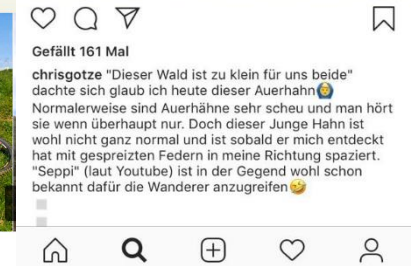 Gefällt 161 Mal
chrisgotze "Dieser Wald ist zu klein für uns beide"
dachte sich glaub ich heute dieser Auerhahn🙆‍♂️
Normalerweise sind Auerhähne sehr scheu und man hört
sie wenn überhaupt nur. Doch dieser Junge Hahn ist
wohl nicht ganz normal und ist sobald er mich entdeckt
hat mit gespreizten Federn in meine Richtung spaziert.
"Seppi" (laut Youtube) ist in der Gegend wohl schon
bekannt dafür die Wanderer anzugreifen🤪